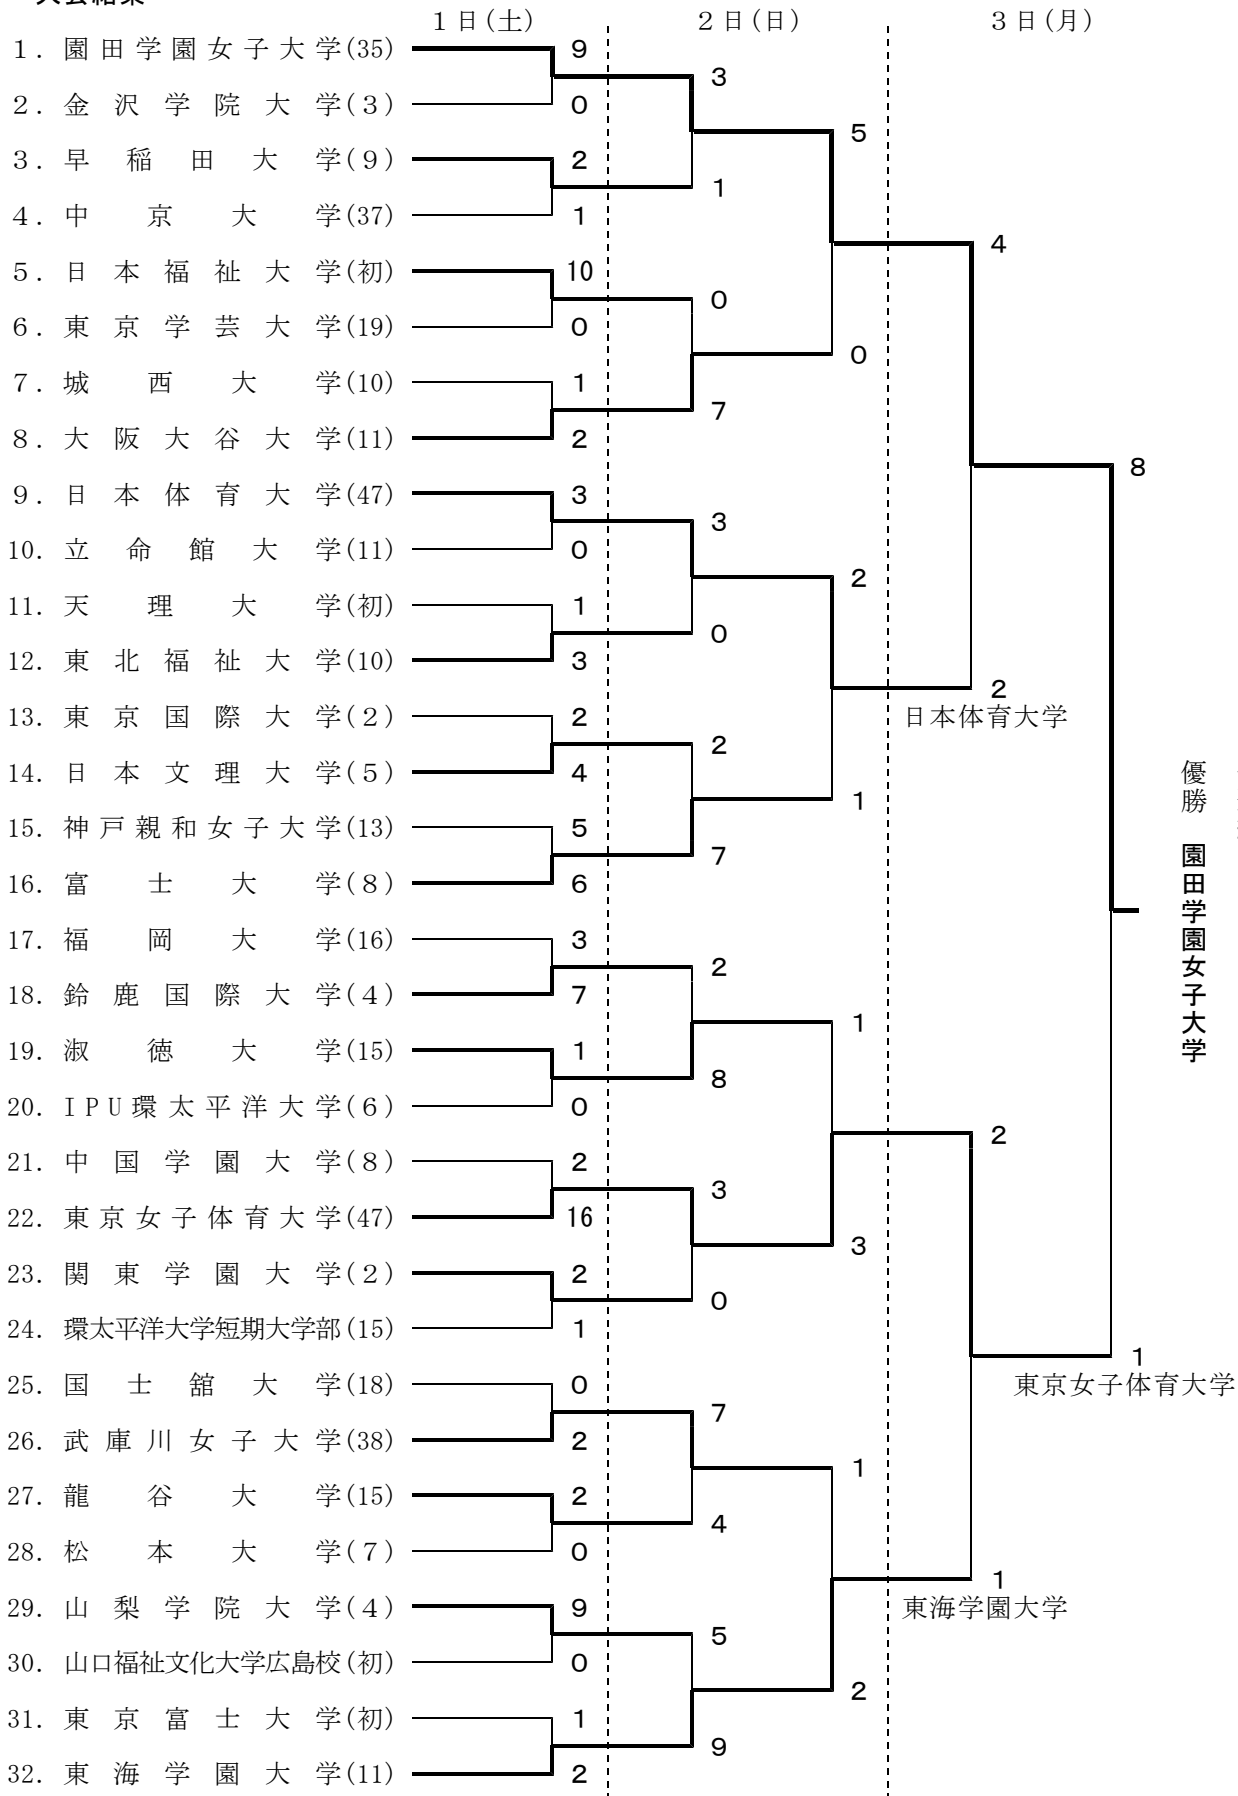 1日(土) 2日(日) 3日(月)
1. 園田学園女子大学(35) 9
3
2. 金沢学院大学(3) 0
5
3. 早稲田大学(9) 2
1
4. 中京大学(37) 1
4
5. 日本福祉大学(初) 10
0
6. 東京学芸大学(19) 0
0
7. 城西大学(10) 1
7
8. 大阪大谷大学(11) 2
8
9. 日本体育大学(47) 3
3
10. 立命館大学(11) 0
2
11. 天理大学(初) 1
0
12. 東北福祉大学(10) 3
2
13. 東京国際大学(2) 2
日本体育大学
2
14. 日本文理大学(5) 4
1
15. 神戸親和女子大学(13) 5
7
16. 富士大学(8) 6
優勝 園田学園女子大学
17. 福岡大学(16) 3
2
18. 鈴鹿国際大学(4) 7
1
19. 淑徳大学(15) 1
8
20. IPU環太平洋大学(6) 0
2
21. 中国学園大学(8) 2
3
22. 東京女子体育大学(47) 16
3
23. 関東学園大学(2) 2
0
24. 環太平洋大学短期大学部(15) 1
1
東京女子体育大学
25. 国士舘大学(18) 0
7
26. 武庫川女子大学(38) 2
1
27. 龍谷大学(15) 2
4
28. 松本大学(7) 0
1
東海学園大学
29. 山梨学院大学(4) 9
5
30. 山口福祉文化大学広島校(初) 0
2
31. 東京富士大学(初) 1
9
32. 東海学園大学(11) 2